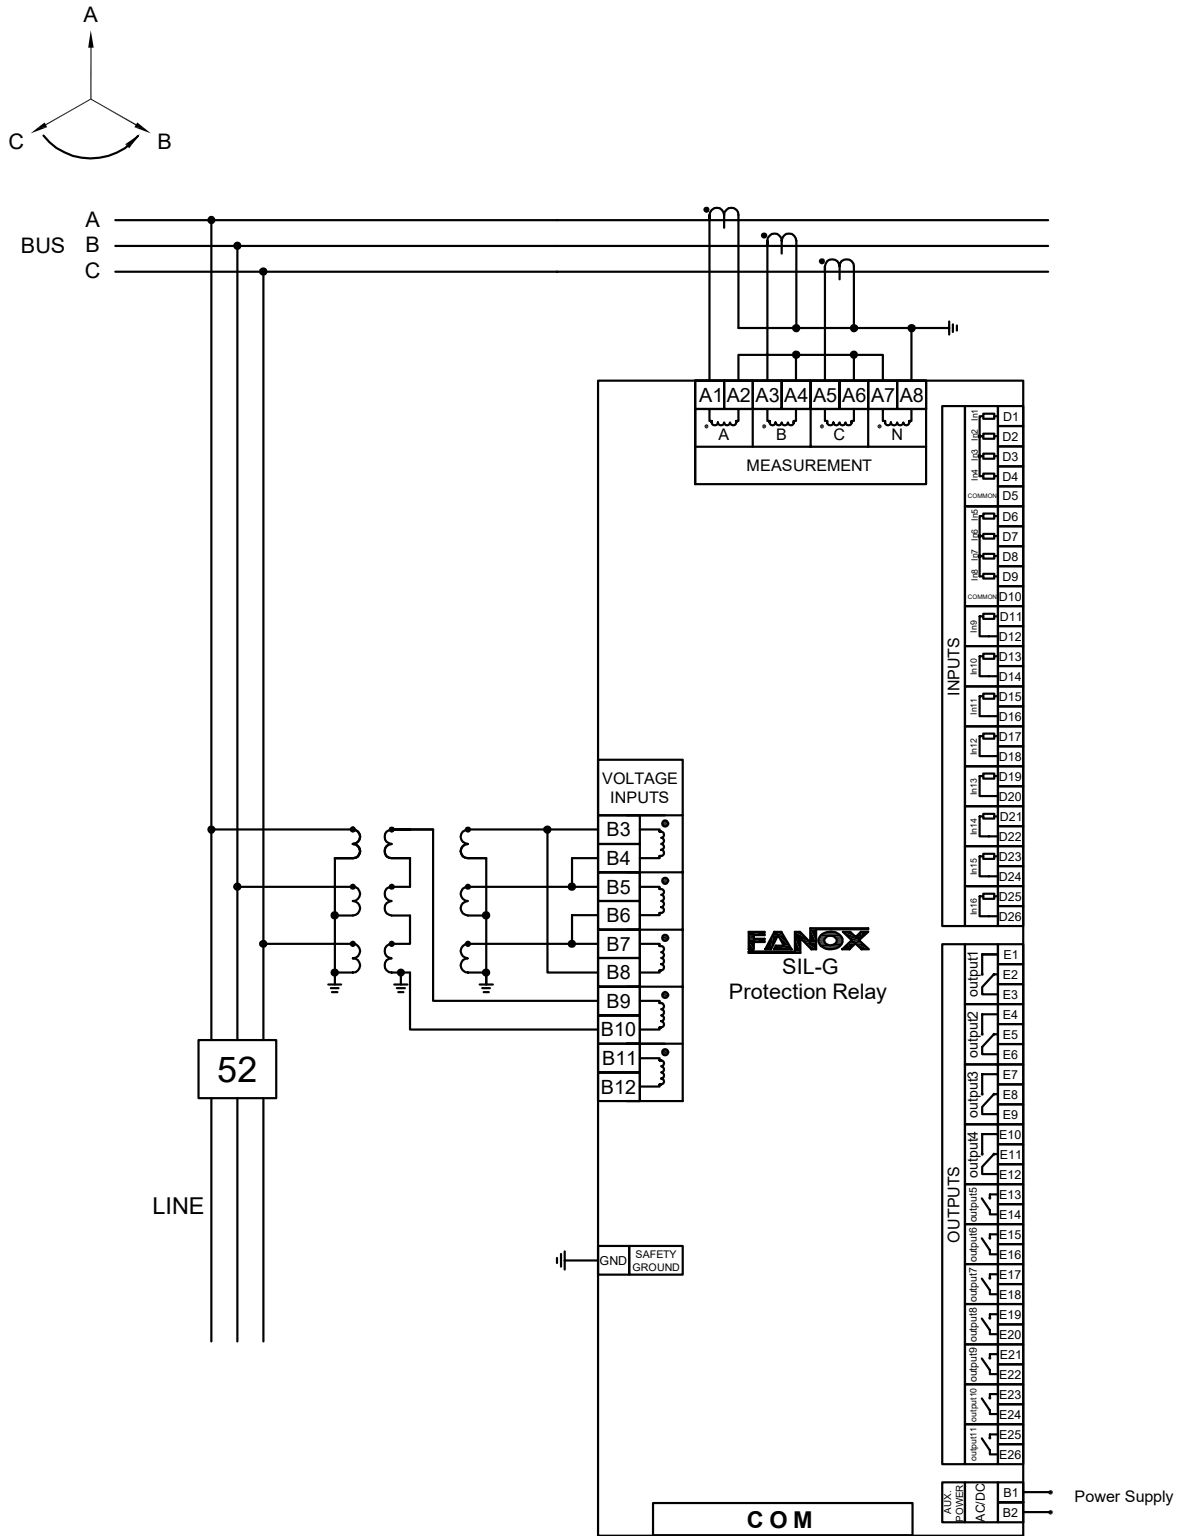 A
C
B
A
BUS B
C
A1 A2 A3 A4 A5 A6 A7 A8
A B C N
MEASUREMENT
In1 D1
In2 D2
In3 D3
In4 D4
COMMON D5
In5 D6
In6 D7
In7 D8
In8 D9
COMMON D10
In9 D11
D12
In10 D13
D14
In11 D15
D16
In12 D17
D18
In13 D19
D20
In14 D21
D22
In15 D23
D24
In16 D25
D26
INPUTS
VOLTAGE
INPUTS
B3
B4
B5
B6
B7
B8
B9
B10
B11
B12
FANOX
SIL-G
Protection Relay
52
LINE
GND SAFETY
GROUND
OUTPUTS
output1 E1
E2
E3
output2 E4
E5
E6
output3 E7
E8
E9
output4 E10
E11
E12
output5 E13
E14
output6 E15
E16
output7 E17
E18
output8 E19
E20
output9 E21
E22
output10 E23
E24
output11 E25
E26
AUX.
POWER
AC/DC
B1
B2
Power Supply
COM